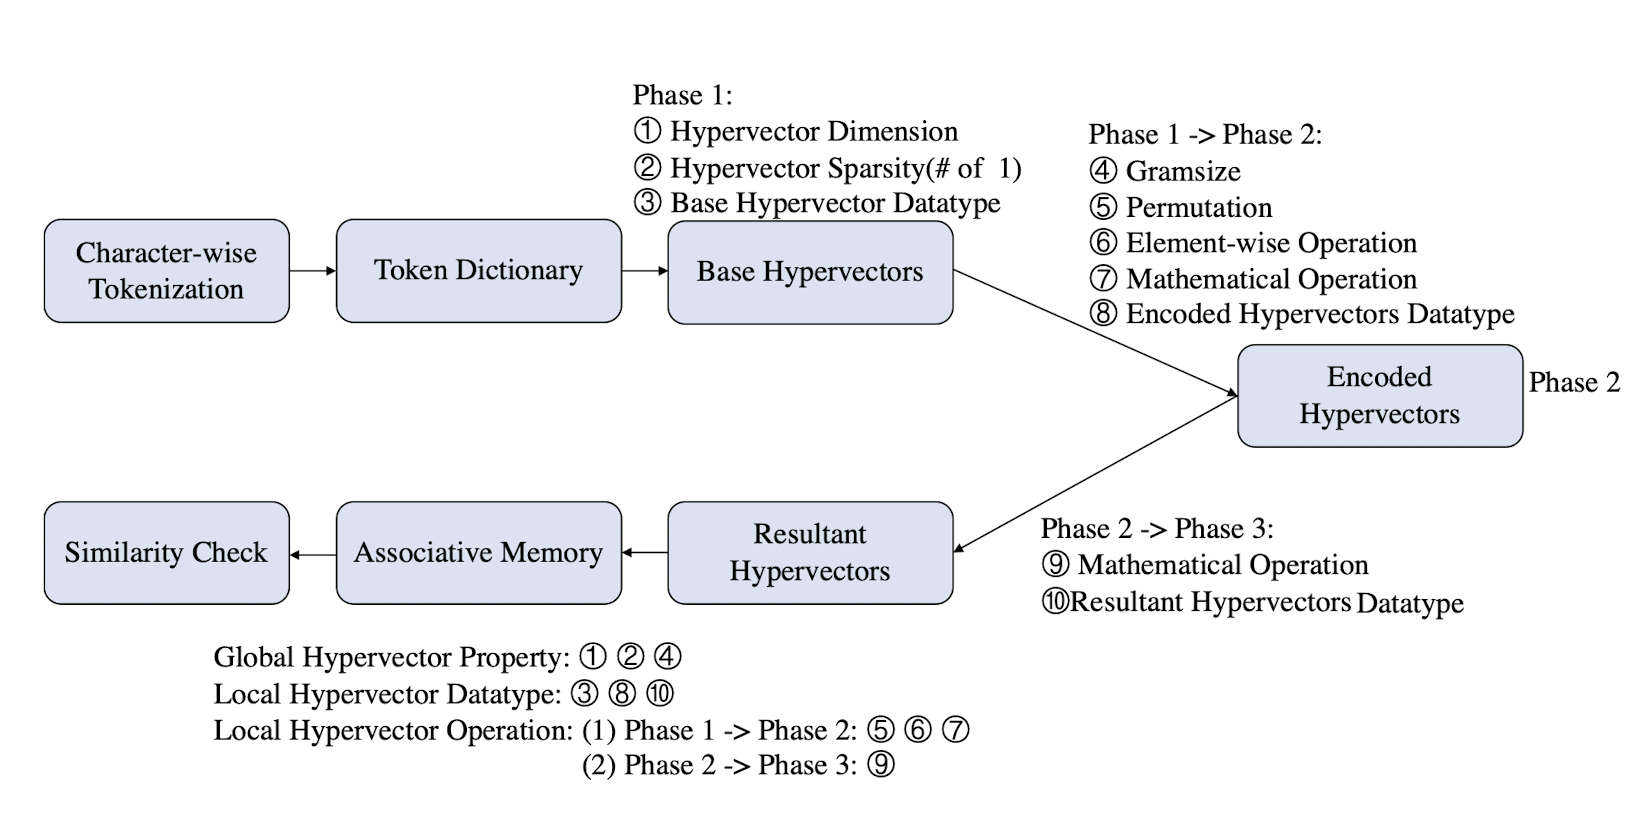 Phase 1:
① Hypervector Dimension
② Hypervector Sparsity(# of 1)
③ Base Hypervector Datatype
Phase 1 -> Phase 2:
④ Gramsize
⑤ Permutation
⑥ Element-wise Operation
⑦ Mathematical Operation
⑧ Encoded Hypervectors Datatype
Character-wise
Tokenization
Token Dictionary
Base Hypervectors
Encoded
Hypervectors
Phase 2
Similarity Check
Associative Memory
Resultant
Hypervectors
Phase 2 -> Phase 3:
⑨ Mathematical Operation
⑩Resultant Hypervectors Datatype
Global Hypervector Property: ① ② ④
Local Hypervector Datatype: ③ ⑧ ⑩
Local Hypervector Operation: (1) Phase 1 -> Phase 2: ⑤ ⑥ ⑦
(2) Phase 2 -> Phase 3: ⑨